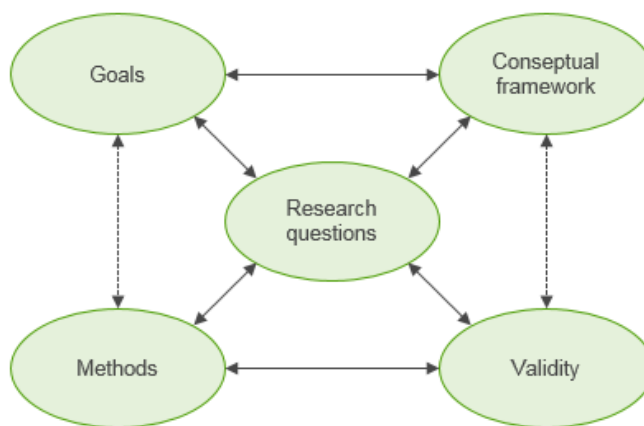 Goals
Conseptual
framework
Research
questions
Methods
Validity